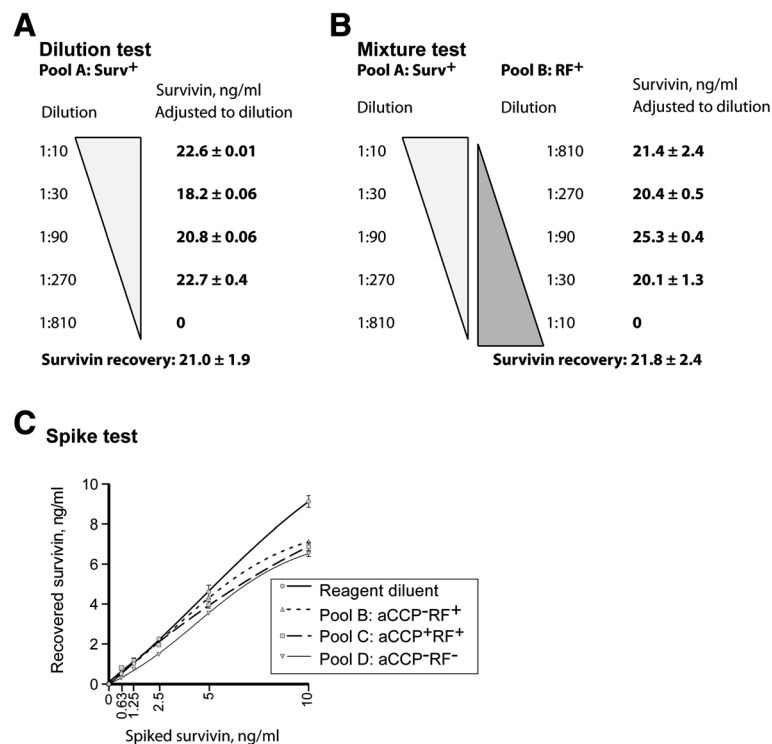 A
Dilution test
Pool A: Surv+
Dilution
Survivin, ng/ml
Adjusted to dilution
1:10 22.6 ± 0.01
1:30 18.2 ± 0.06
1:90 20.8 ± 0.06
1:270 22.7 ± 0.4
1:810 0
Survivin recovery: 21.0 ± 1.9
B
Mixture test
Pool A: Surv+ Pool B: RF+
Dilution Dilution
Survivin, ng/ml
Adjusted to dilution
1:10 1:810 21.4 ± 2.4
1:30 1:270 20.4 ± 0.5
1:90 1:90 25.3 ± 0.4
1:270 1:30 20.1 ± 1.3
1:810 1:10 0
Survivin recovery: 21.8 ± 2.4
C
Spike test
Recovered survivin, ng/ml
10
8
6
4
2
0
0 0.63 1.25 2.5 5 10
Spiked survivin, ng/ml
Reagent diluent
Pool B: aCCP-RF+
Pool C: aCCP+RF+
Pool D: aCCP-RF-